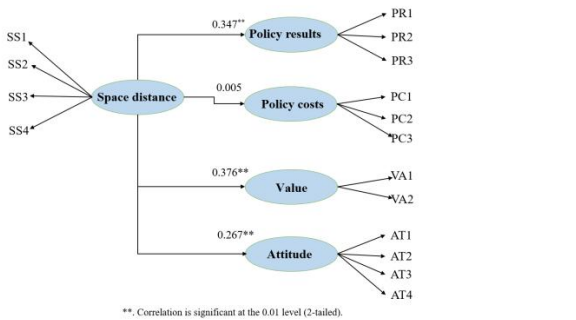 0.347**
PR1
SS1
Policy results
PR2
SS2
PR3
0.005
SS3
Space distance
PC1
Policy costs
PC2
SS4
PC3
0.376**
VA1
Value
VA2
0.267**
AT1
Attitude
AT2
AT3
AT4
**. Correlation is significant at the 0.01 level (2-tailed).